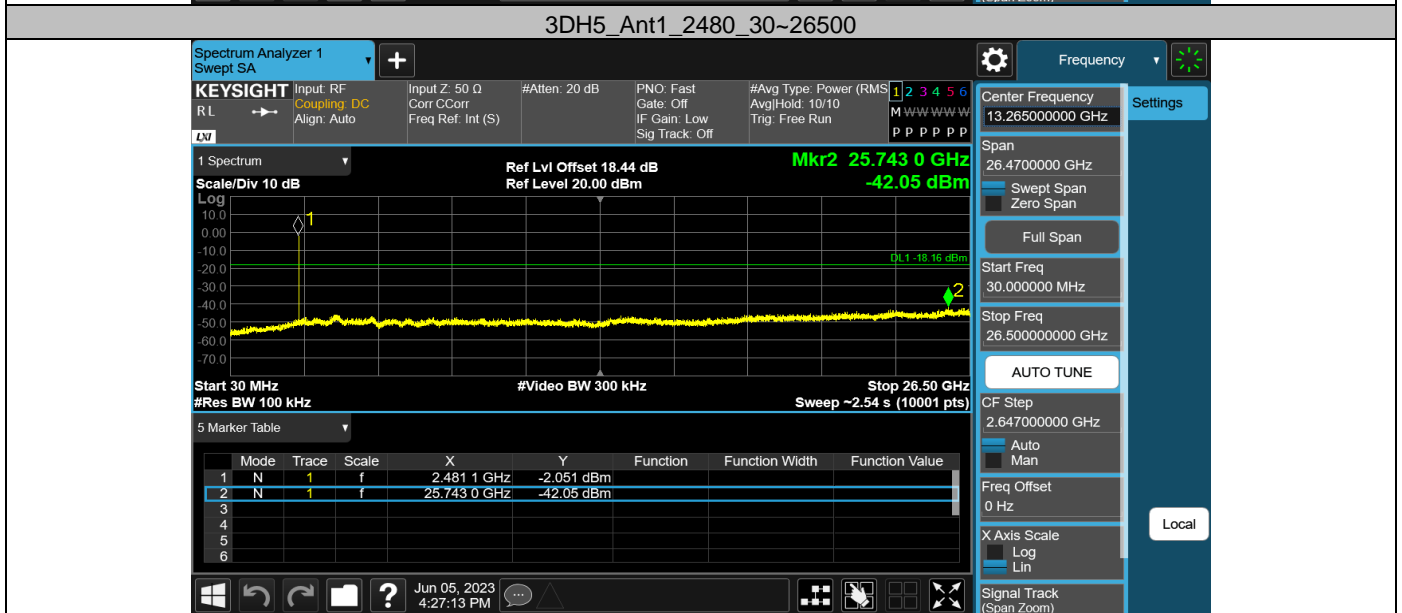 (Span Zoom)
3DH5_Ant1_2480_30~26500
Spectrum Analyzer 1
Swept SA
+
Frequency
KEYSIGHT
RL
LXI
Input: RF
Coupling: DC
Align: Auto
Input Z: 50 Ω
Corr CCorr
Freq Ref: Int (S)
#Atten: 20 dB
PNO: Fast
Gate: Off
IF Gain: Low
Sig Track: Off
#Avg Type: Power (RMS
Avg|Hold: 10/10
Trig: Free Run
1 2 3 4 5 6
M W W W W W
P P P P P P
Center Frequency
13.265000000 GHz
Settings
1 Spectrum
Scale/Div 10 dB
Ref Lvl Offset 18.44 dB
Ref Level 20.00 dBm
Mkr2 25.743 0 GHz
-42.05 dBm
Log
10.0
0.00
-10.0
-20.0
-30.0
-40.0
-50.0
-60.0
-70.0
1
DL1 -18.16 dBm
2
Start 30 MHz
#Video BW 300 kHz
Stop 26.50 GHz
#Res BW 100 kHz
Sweep ~2.54 s (10001 pts)
Span
26.4700000 GHz
Swept Span
Zero Span
Full Span
Start Freq
30.000000 MHz
Stop Freq
26.500000000 GHz
AUTO TUNE
CF Step
2.647000000 GHz
Auto
Man
Freq Offset
0 Hz
X Axis Scale
Log
Lin
Signal Track
(Span Zoom)
Local
5 Marker Table
Mode Trace Scale X Y Function Function Width Function Value
1 N 1 f 2.481 1 GHz -2.051 dBm
2 N 1 f 25.743 0 GHz -42.05 dBm
3
4
5
6
?
Jun 05, 2023
4:27:13 PM